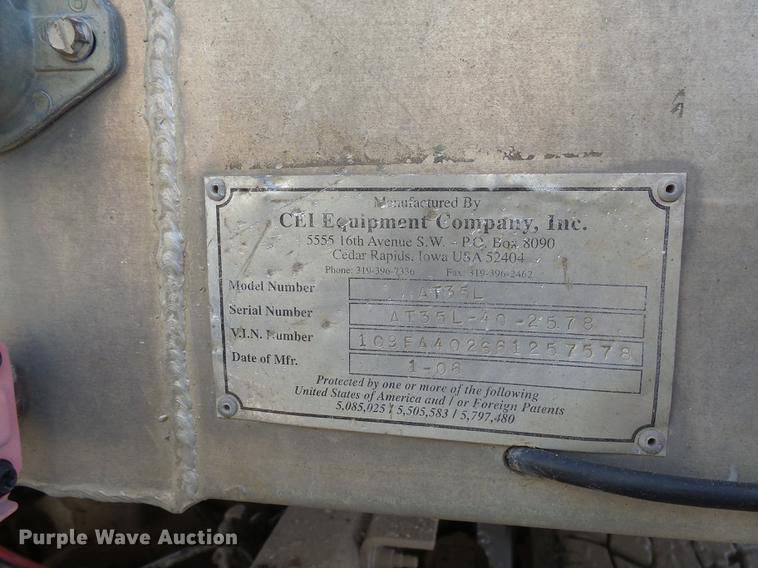 Manufactured By
CEI Equipment Company, Inc.
5555 16th Avenue S.W. - P.O. Box 8090
Cedar Rapids, Iowa USA 52404
Phone: 319-396-7336 Fax: 319-396-2462
Model Number AT35L
Serial Number AT35L-40-2578
V.I.N. Number
Date of Mfr. 1-06
Protected by one or more of the following
United States of America and / or Foreign Patents
5,085,025 / 5,505,583 / 5,797,480
Purple Wave Auction